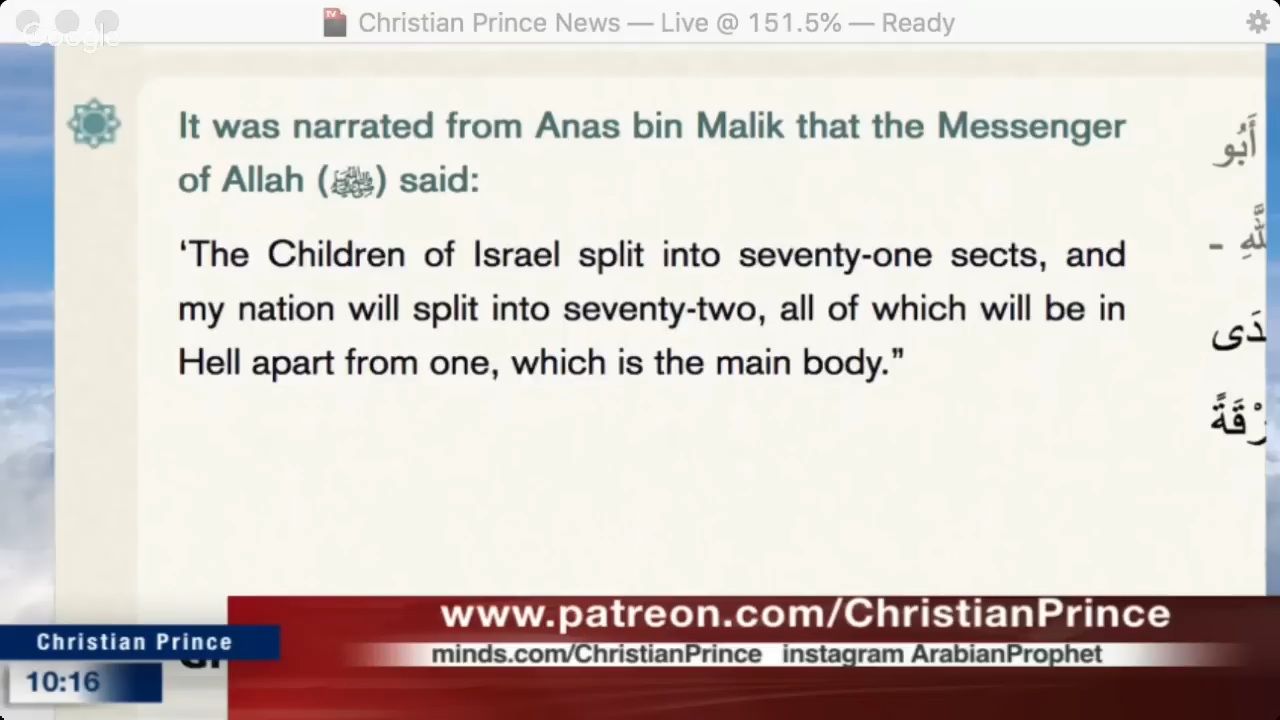 Christian Prince News — Live @ 151.5% — Ready
Google
It was narrated from Anas bin Malik that the Messenger
of Allah (ﷺ) said:
‘The Children of Israel split into seventy-one sects, and
my nation will split into seventy-two, all of which will be in
Hell apart from one, which is the main body.”
أَبُو
www.patreon.com/ChristianPrince
minds.com/ChristianPrince instagram ArabianProphet
Christian Prince
10:16